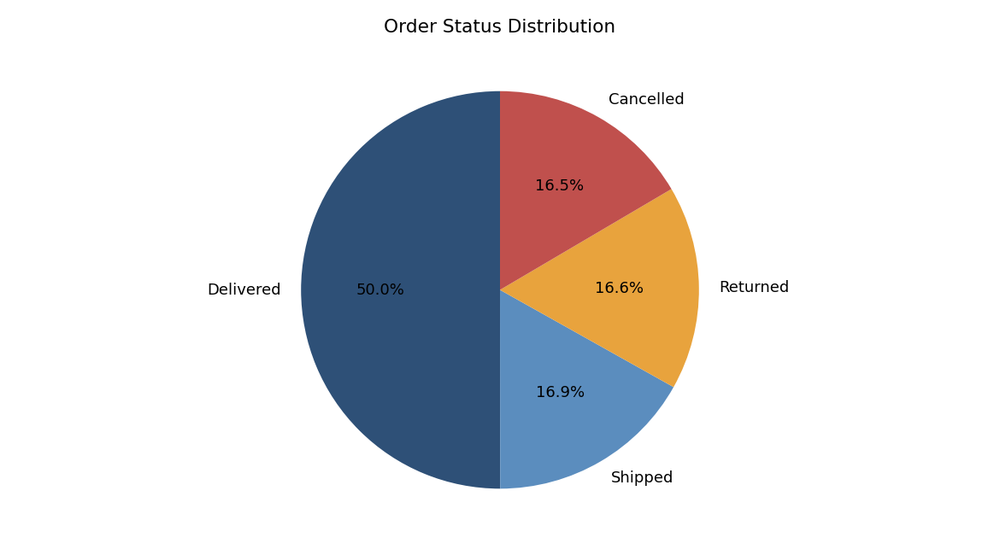 Order Status Distribution
Cancelled
16.5%
Delivered
50.0%
16.6%
Returned
16.9%
Shipped